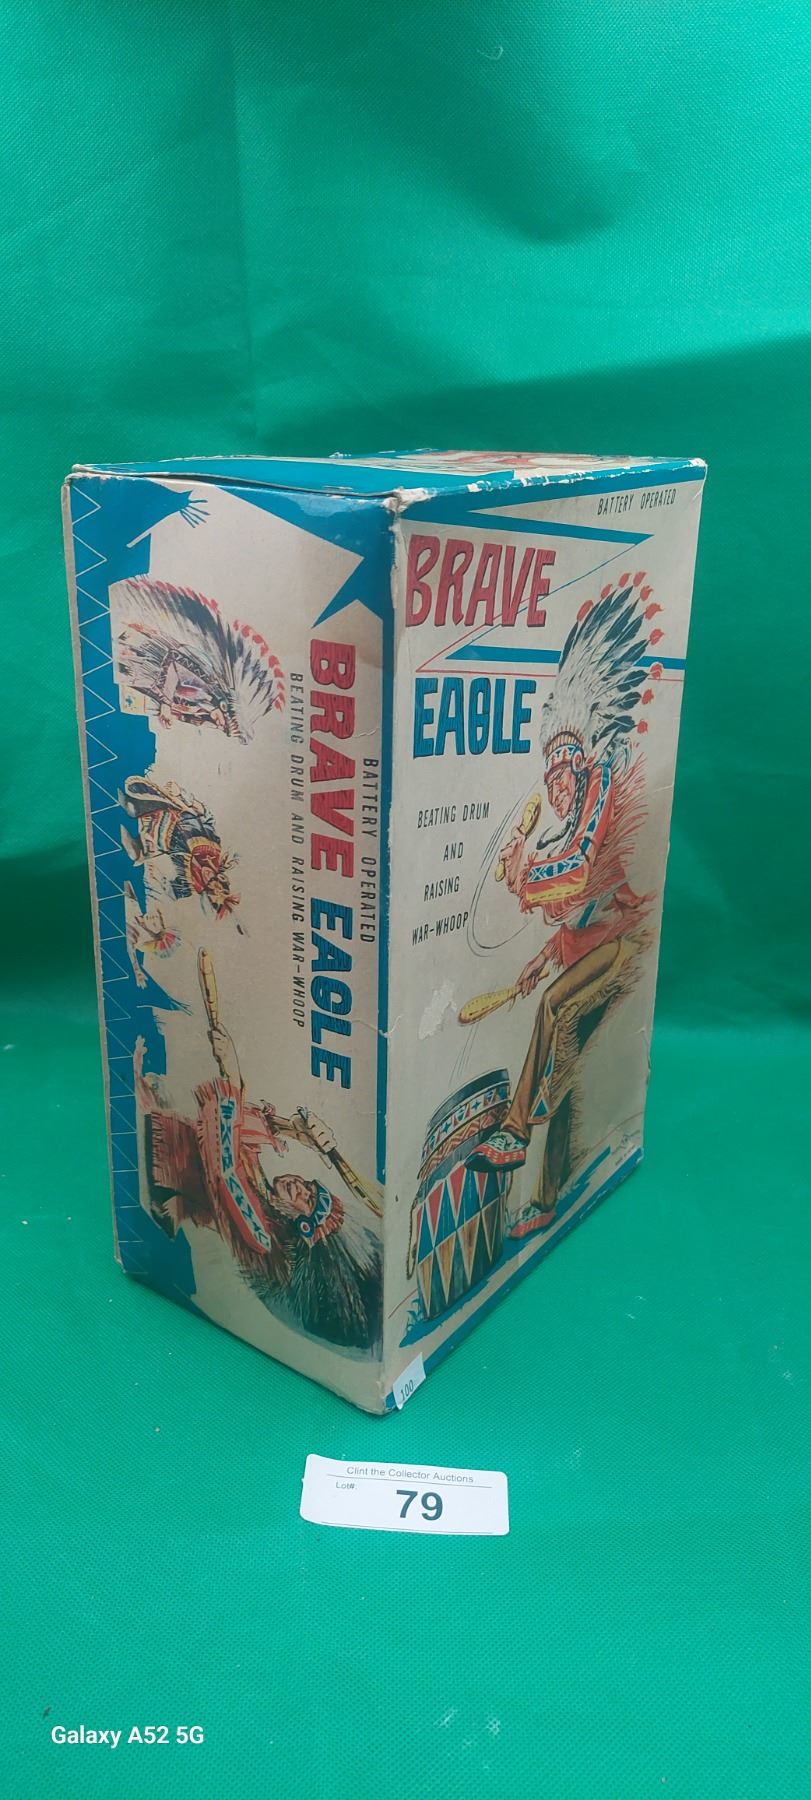 BATTERY OPERATED
BRAVE
EAGLE
BEATING DRUM
AND
RAISING
WAR-WHOOP
BATTERY OPERATED
BRAVE EAGLE
BEATING DRUM AND RAISING WAR-WHOOP
100
Clint the Collector Auctions
Lot#:
79
Galaxy A52 5G